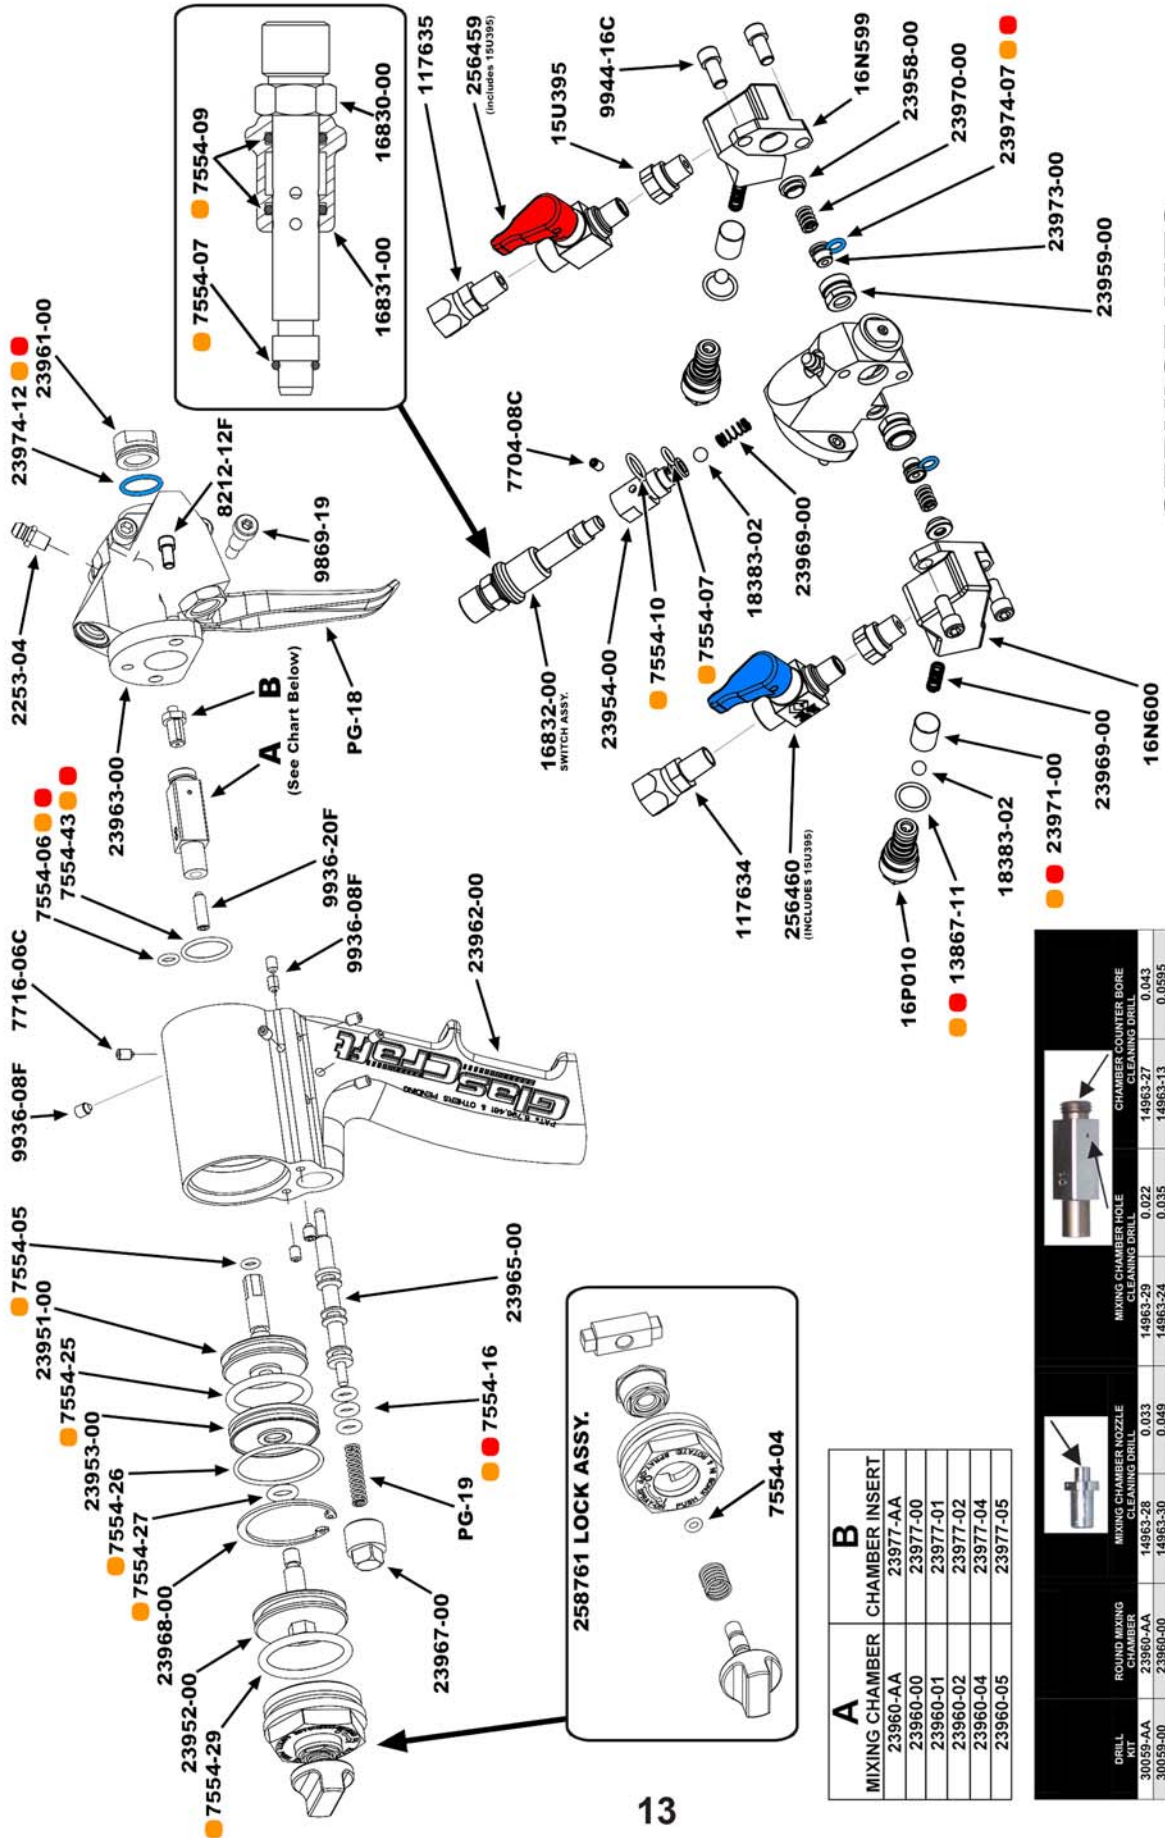 9936-08F
7716-06C
7554-06
7554-43
23963-00
2253-04
23974-12
23961-00
8212-12F
9869-19
PG-18
B
A
(See Chart Below)
9936-20F
9936-08F
23962-00
GlasCraft
7554-05
23951-00
7554-25
23953-00
7554-26
7554-27
23968-00
23952-00
7554-29
23965-00
7554-16
PG-19
23967-00
258761 LOCK ASSY.
7554-04
7554-07
7554-09
16831-00
16830-00
117635
256459
(includes 15U395)
15U395
9944-16C
16N599
23958-00
23970-00
23974-07
23973-00
23959-00
7704-08C
16832-00
SWITCH ASSY.
23954-00
7554-10
7554-07
18383-02
23969-00
117634
256460
(INCLUDES 15U395)
16P010
13867-11
18383-02
23971-00
23969-00
16N600
A
MIXING CHAMBER
B
CHAMBER INSERT
23960-AA 23977-AA
23960-00 23977-00
23960-01 23977-01
23960-02 23977-02
23960-04 23977-04
23960-05 23977-05
DRILL
KIT
ROUND MIXING
CHAMBER
MIXING CHAMBER NOZZLE
CLEANING DRILL
MIXING CHAMBER HOLE
CLEANING DRILL
CHAMBER COUNTER BORE
CLEANING DRILL
30059-AA 23960-AA 14963-28 0.033 14963-29 0.022 14963-27 0.043
30059-00 23960-00 14963-30 0.049 14963-24 0.035 14963-13 0.0595
13